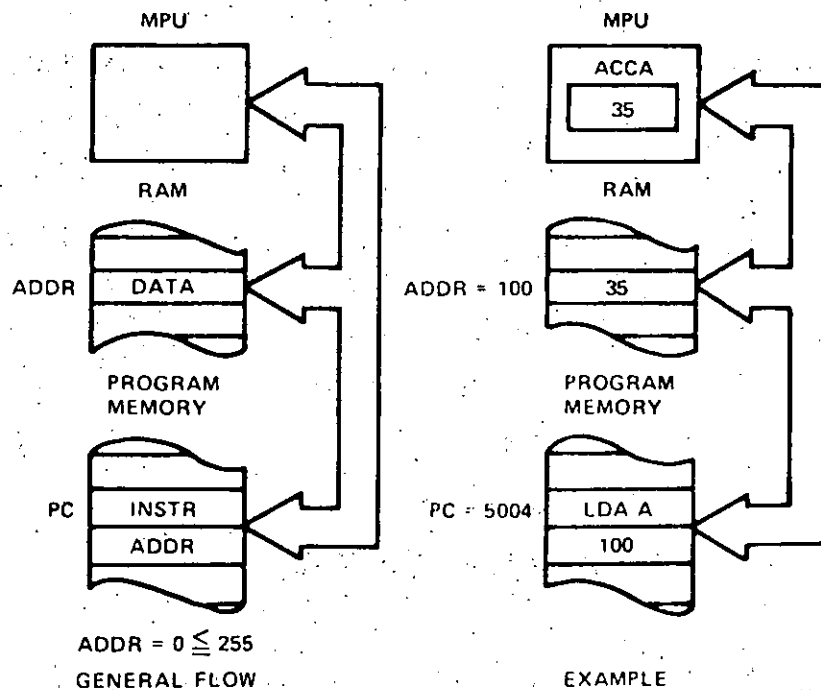 MPU
RAM
ADDR
DATA
PROGRAM
MEMORY
PC
INSTR
ADDR
ADDR = 0 ≦ 255
GENERAL FLOW
MPU
ACCA
35
RAM
ADDR = 100
35
PROGRAM
MEMORY
PC = 5004
LDA A
100
EXAMPLE